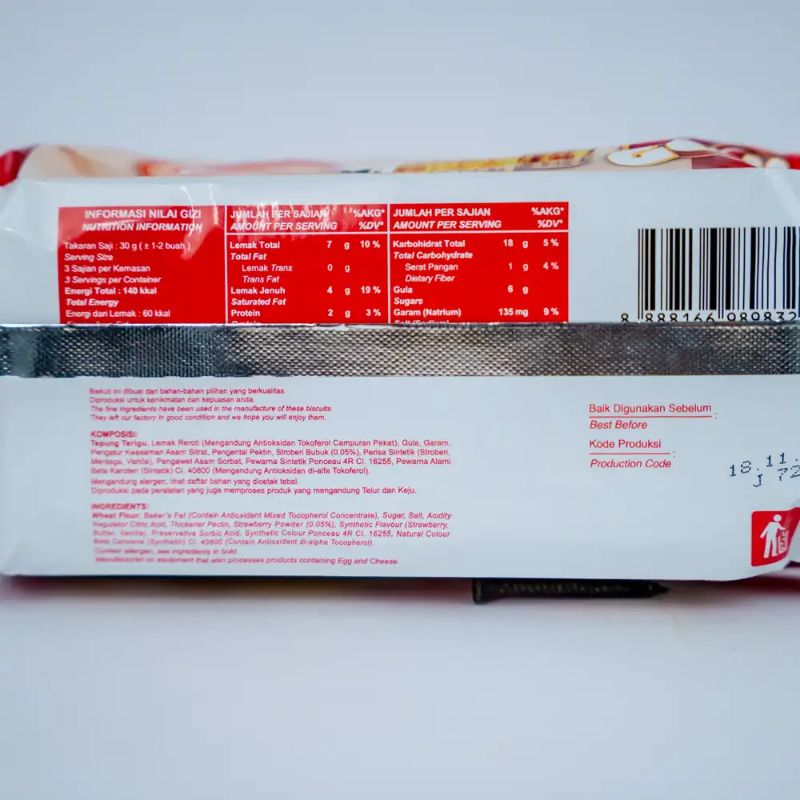 INFORMASI NILAI GIZI
NUTRITION INFORMATION
Takaran Saji : 30 g ( ± 1-2 buah )
Serving Size
3 Sajian per Kemasan
3 Servings per Container
Energi Total : 140 kkal
Total Energy
Energi dari Lemak : 60 kkal
JUMLAH PER SAJIAN %AKG*
AMOUNT PER SERVING %DV*
Lemak Total 7 g 10 %
Total Fat
Lemak Trans 0 g
Trans Fat
Lemak Jenuh 4 g 19 %
Saturated Fat
Protein 2 g 3 %
JUMLAH PER SAJIAN %AKG*
AMOUNT PER SERVING %DV*
Karbohidrat Total 18 g 5 %
Total Carbohydrate
Serat Pangan 1 g 4 %
Dietary Fiber
Gula 6 g
Sugars
Garam (Natrium) 135 mg 9 %
8 888166 989832
Biskuit ini dibuat dari bahan-bahan pilihan yang berkualitas.
Diproduksi untuk kenikmatan dan kepuasan anda.
The fine ingredients have been used in the manufacture of these biscuits.
They left our factory in good condition and we hope you will enjoy them.
KOMPOSISI:
Tepung Terigu, Lemak Reroti (Mengandung Antioksidan Tokoferol Campuran Pekat), Gula, Garam,
Pengatur Keasaman Asam Sitrat, Pengental Pektin, Stroberi Bubuk (0.05%), Perisa Sintetik (Stroberi,
Mentega, Vanila), Pengawet Asam Sorbat, Pewarna Sintetik Ponceau 4R CI. 16255, Pewarna Alami
Beta Karoten (Sintetik) CI. 40800 (Mengandung Antioksidan dl-alfa Tokoferol).
Mengandung alergen, lihat daftar bahan yang dicetak tebal.
Diproduksi pada peralatan yang juga memproses produk yang mengandung Telur dan Keju.
INGREDIENTS:
Wheat Flour, Baker's Fat (Contain Antioxidant Mixed Tocopherol Concentrate), Sugar, Salt, Acidity
Regulator Citric Acid, Thickener Pectin, Strawberry Powder (0.05%), Synthetic Flavour (Strawberry,
Butter, Vanilla), Preservative Sorbic Acid, Synthetic Colour Ponceau 4R CI. 16255, Natural Colour
Beta Carotene (Synthetic) CI. 40800 (Contain Antioxidant dl-alpha Tocopherol).
Contain allergen, see ingredients in bold
Manufactured on equipment that also processes products containing Egg and Cheese.
Baik Digunakan Sebelum :
Best Before
Kode Produksi :
Production Code
18.11.
J 72